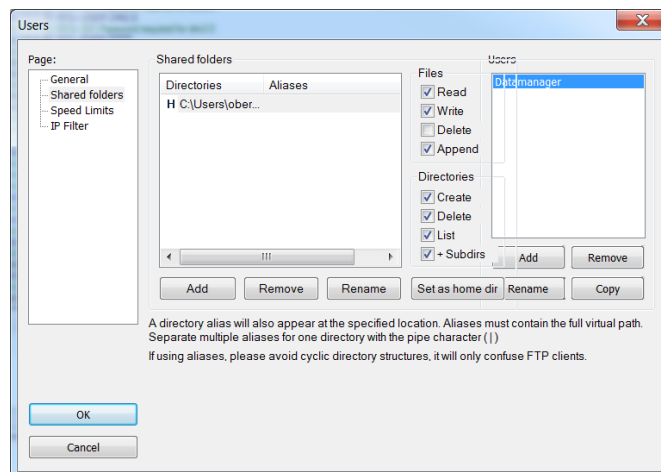 Users
Page:
General
Shared folders
Speed Limits
IP Filter
Shared folders
Directories Aliases
H C:\Users\ober...
Add Remove Rename Set as home dir
Files
Read
Write
Delete
Append
Directories
Create
Delete
List
+ Subdirs
Users
Datamanager
Add Remove
Rename Copy
A directory alias will also appear at the specified location. Aliases must contain the full virtual path.
Separate multiple aliases for one directory with the pipe character ( | )
If using aliases, please avoid cyclic directory structures, it will only confuse FTP clients.
OK
Cancel